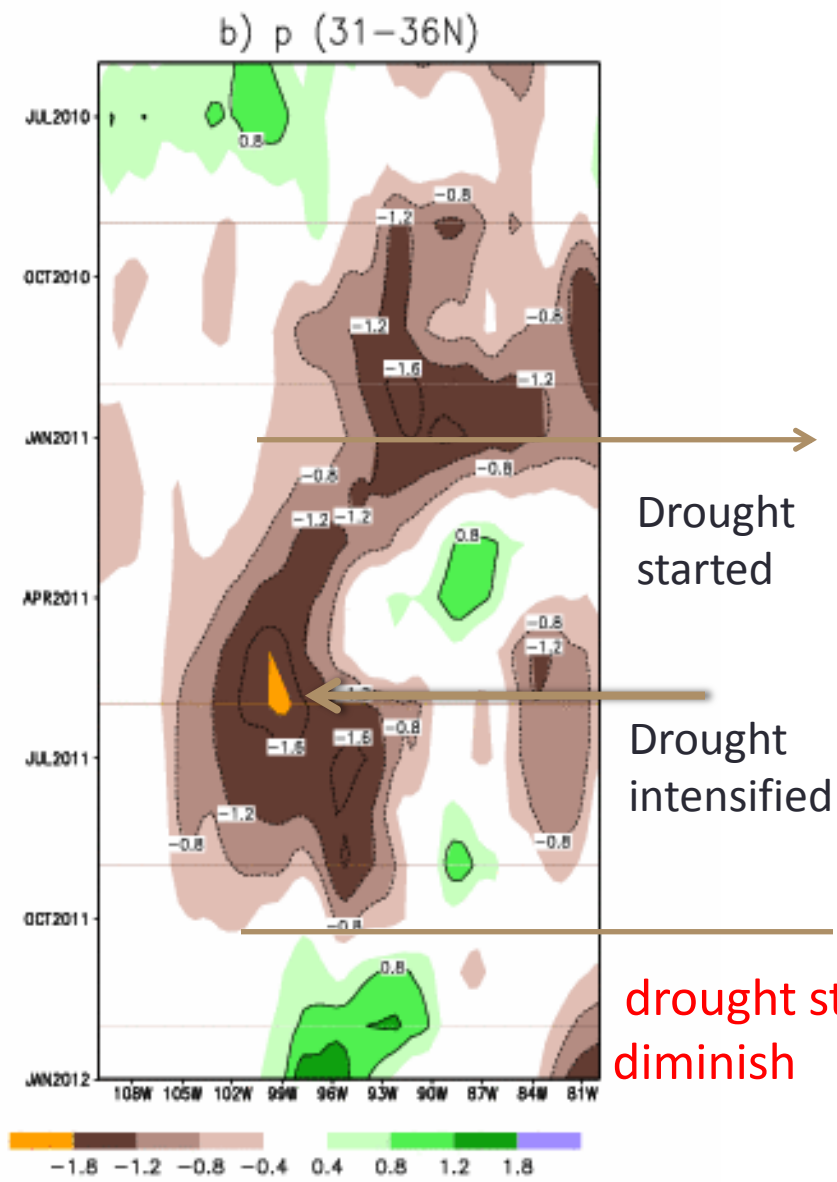 b) p (31-36N)
JUL2010
0.8
-0.8
-1.2
OCT2010
-0.8
-1.2
-1.6
-1.2
JAN2011
-0.8
-0.8
-1.2
-1.2
Drought
started
0.8
APR2011
-0.8
-1.2
-0.8
-1.6
-1.6
Drought
intensified
JUL2011
-1.2
-0.8
-0.8
OCT2011
-0.8
0.8
drought st
diminish
JAN2012
108W 105W 102W 99W 96W 93W 90W 87W 84W 81W
-1.8 -1.2 -0.8 -0.4 0.4 0.8 1.2 1.8